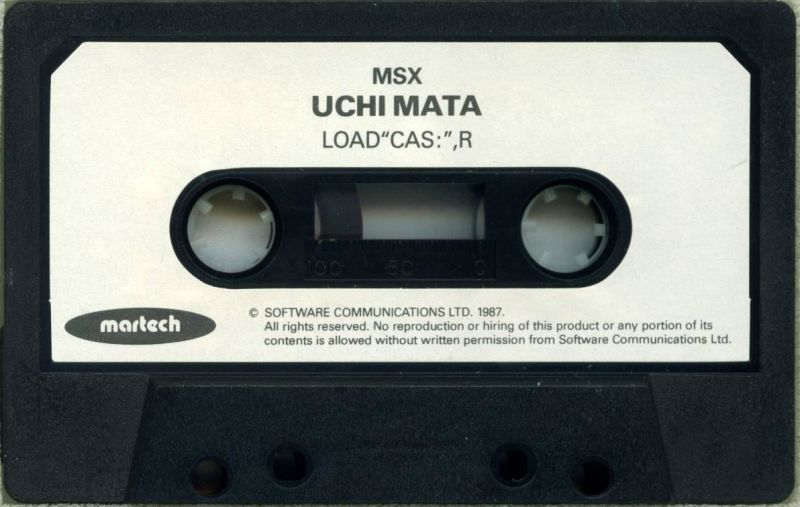 MSX
UCHI MATA
LOAD“CAS:”,R
100 50 0
martech
© SOFTWARE COMMUNICATIONS LTD. 1987.
All rights reserved. No reproduction or hiring of this product or any portion of its
contents is allowed without written permission from Software Communications Ltd.